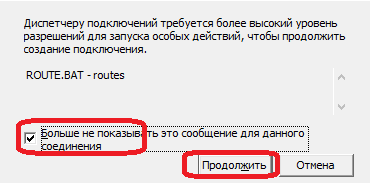 Диспетчеру подключений требуется более высокий уровень
разрешений для запуска особых действий, чтобы продолжить
создание подключения.
ROUTE.BAT - routes
Больше не показывать это сообщение для данного
соединения
Продолжить
Отмена